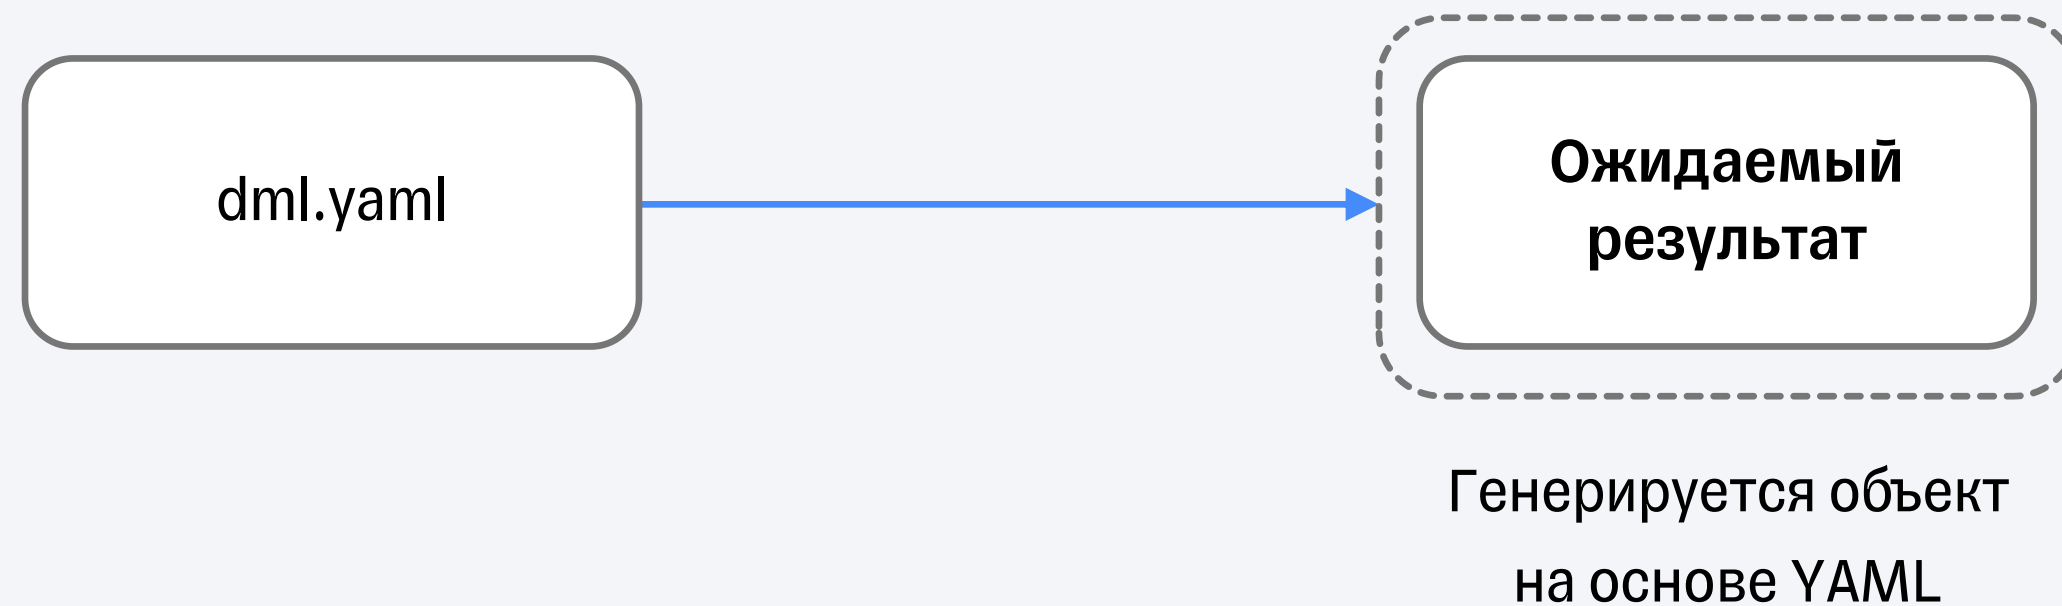 dml.yaml
Ожидаемый
результат
Генерируется объект
на основе YAML